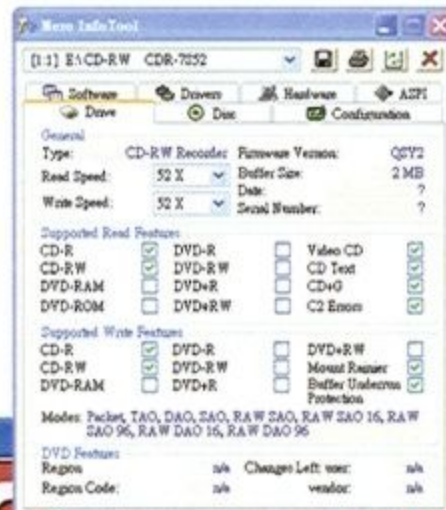 Nero InfoTool
[1:1] E:\CD-RW CDR-7S52
Software Drivers Hardware ASPI
Drive Disc Configuration
General
Type: CD-RW Recorder Firmware Version: QSY2
Read Speed: 52 X Buffer Size: 2 MB
Date: ?
Write Speed: 52 X Serial Number: ?
Supported Read Features
CD-R DVD-R Video CD
CD-RW DVD-RW CD Text
DVD-RAM DVD+R CD+G
DVD-ROM DVD+RW C2 Errors
Supported Write Features
CD-R DVD-R DVD+RW
CD-RW DVD-RW Mount Rainier
DVD-RAM DVD+R Buffer Underrun
Protection
Modes: Packet, TAO, DAO, SAO, RAW SAO, RAW SAO 16, RAW
SAO 96, RAW DAO 16, RAW DAO 96
DVD Features
Region n/a Changes Left: user: n/a
Region Code: n/a vendor: n/a